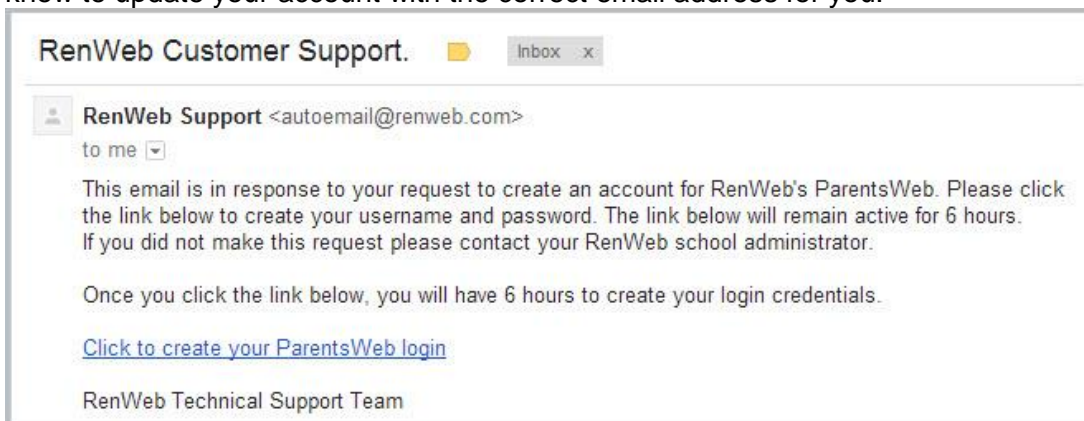 know to update your account with the correct email address for you.
RenWeb Customer Support. Inbox x
RenWeb Support <autoemail@renweb.com>
to me
This email is in response to your request to create an account for RenWeb's ParentsWeb. Please click
the link below to create your username and password. The link below will remain active for 6 hours.
If you did not make this request please contact your RenWeb school administrator.
Once you click the link below, you will have 6 hours to create your login credentials.
Click to create your ParentsWeb login
RenWeb Technical Support Team